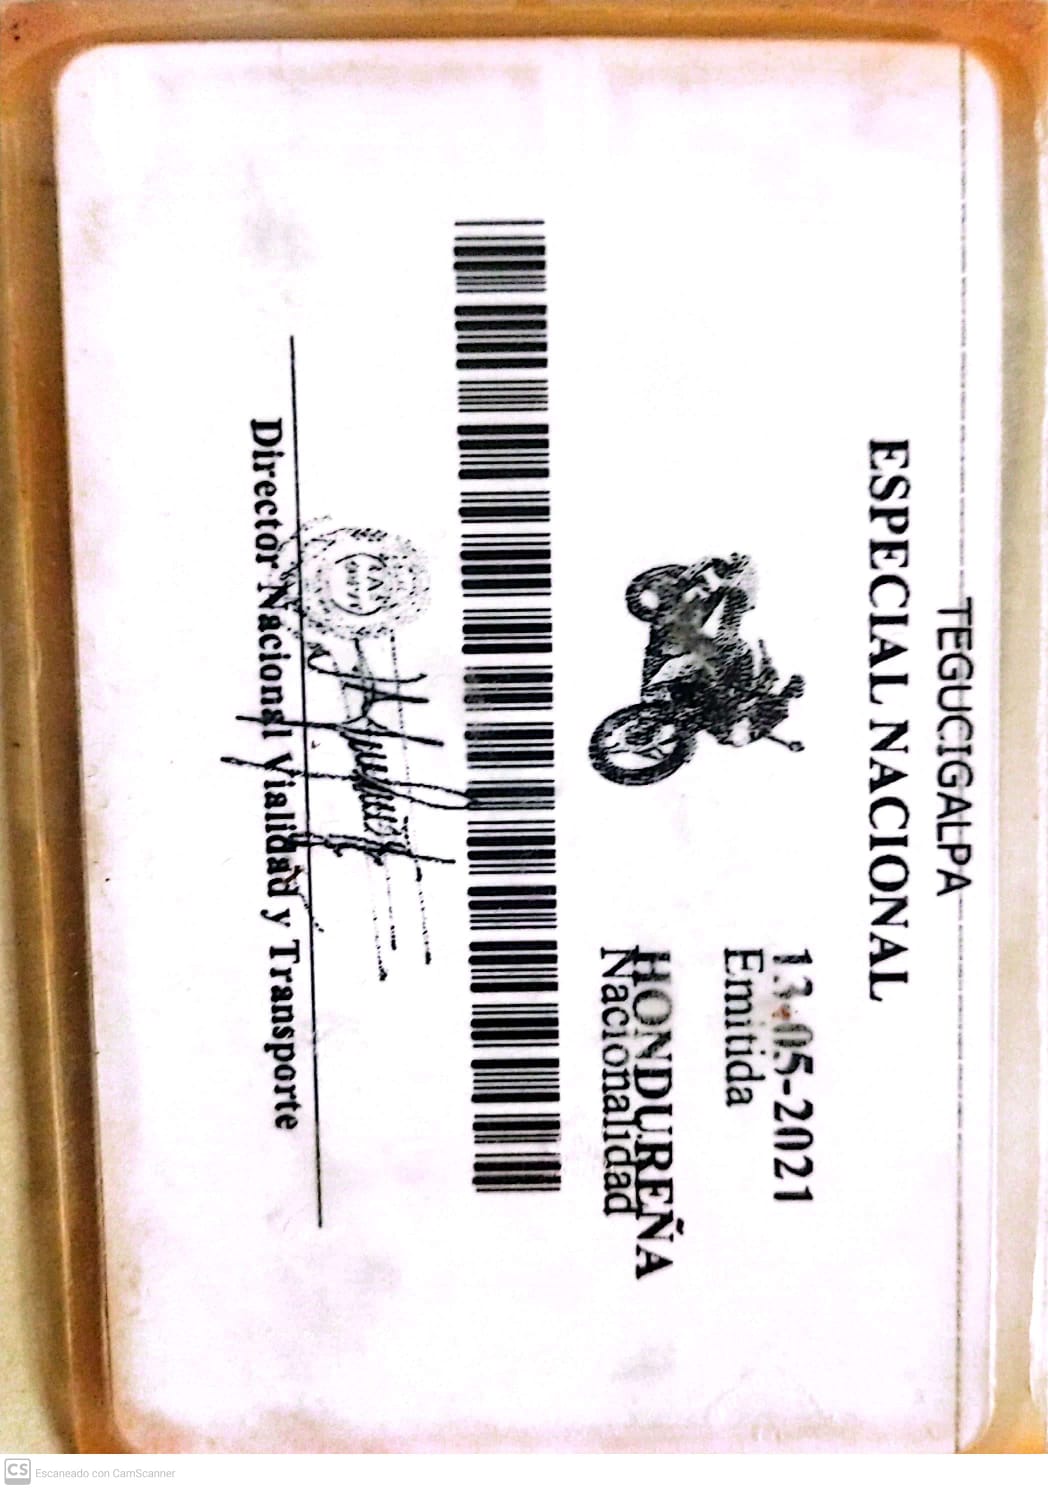 TEGUCIGALPA
ESPECIAL NACIONAL
13-05-2021
Emitida
HONDUREÑA
Nacionalidad
Director Nacional Vialidad y Transporte
CS Escaneado con CamScanner